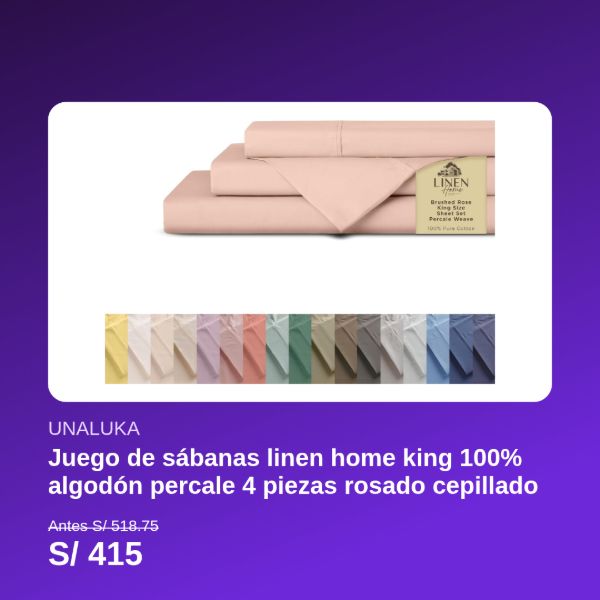 LINEN
Home
Brushed Rose
King Size
Sheet Set
Percale Weave
100% Pure Cotton
UNALUKA
Juego de sábanas linen home king 100%
algodón percale 4 piezas rosado cepillado
Antes S/ 518.75
S/ 415